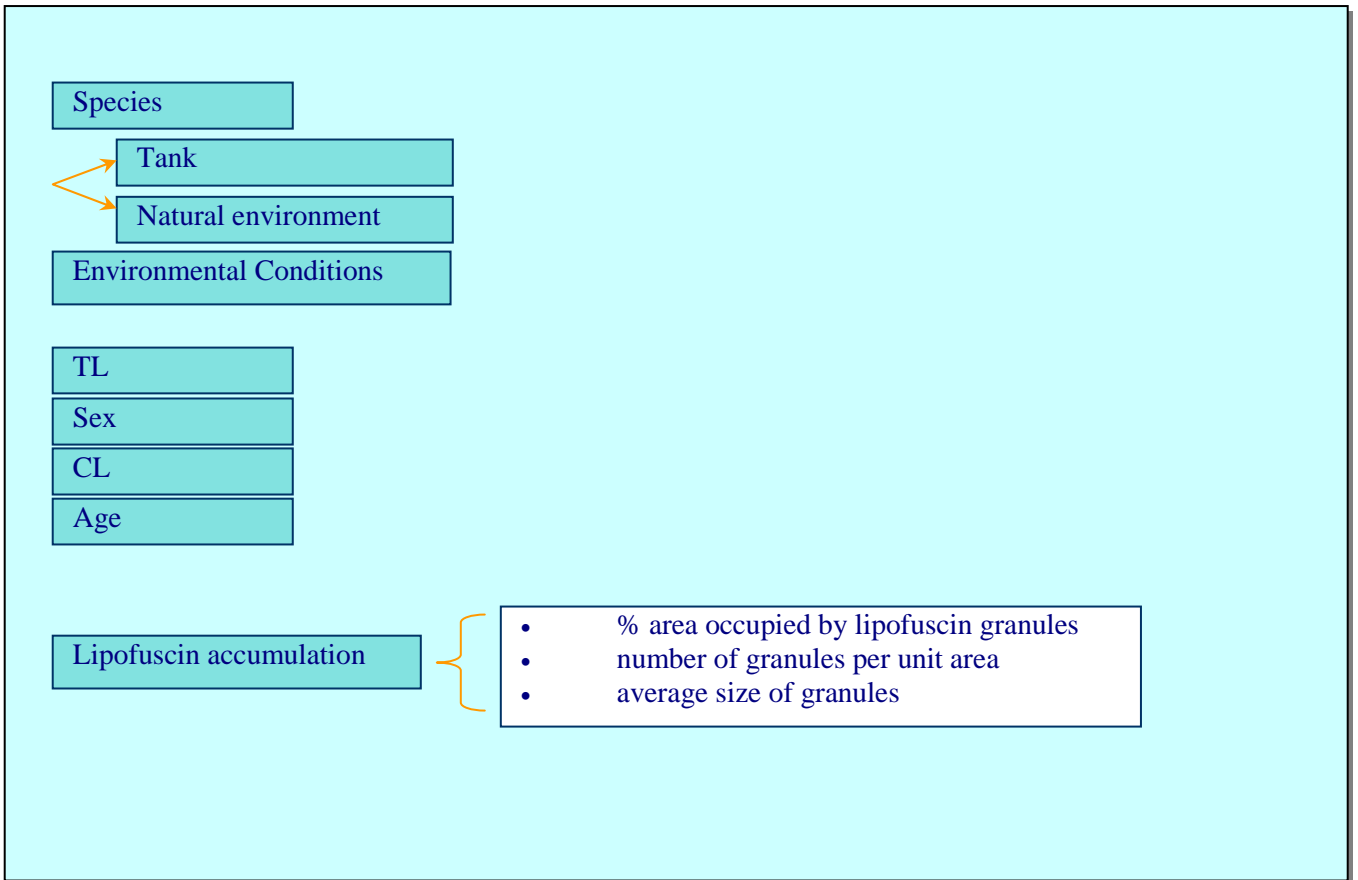 Species
Tank
Natural environment
Environmental Conditions
TL
Sex
CL
Age
Lipofuscin accumulation
• % area occupied by lipofuscin granules
• number of granules per unit area
• average size of granules